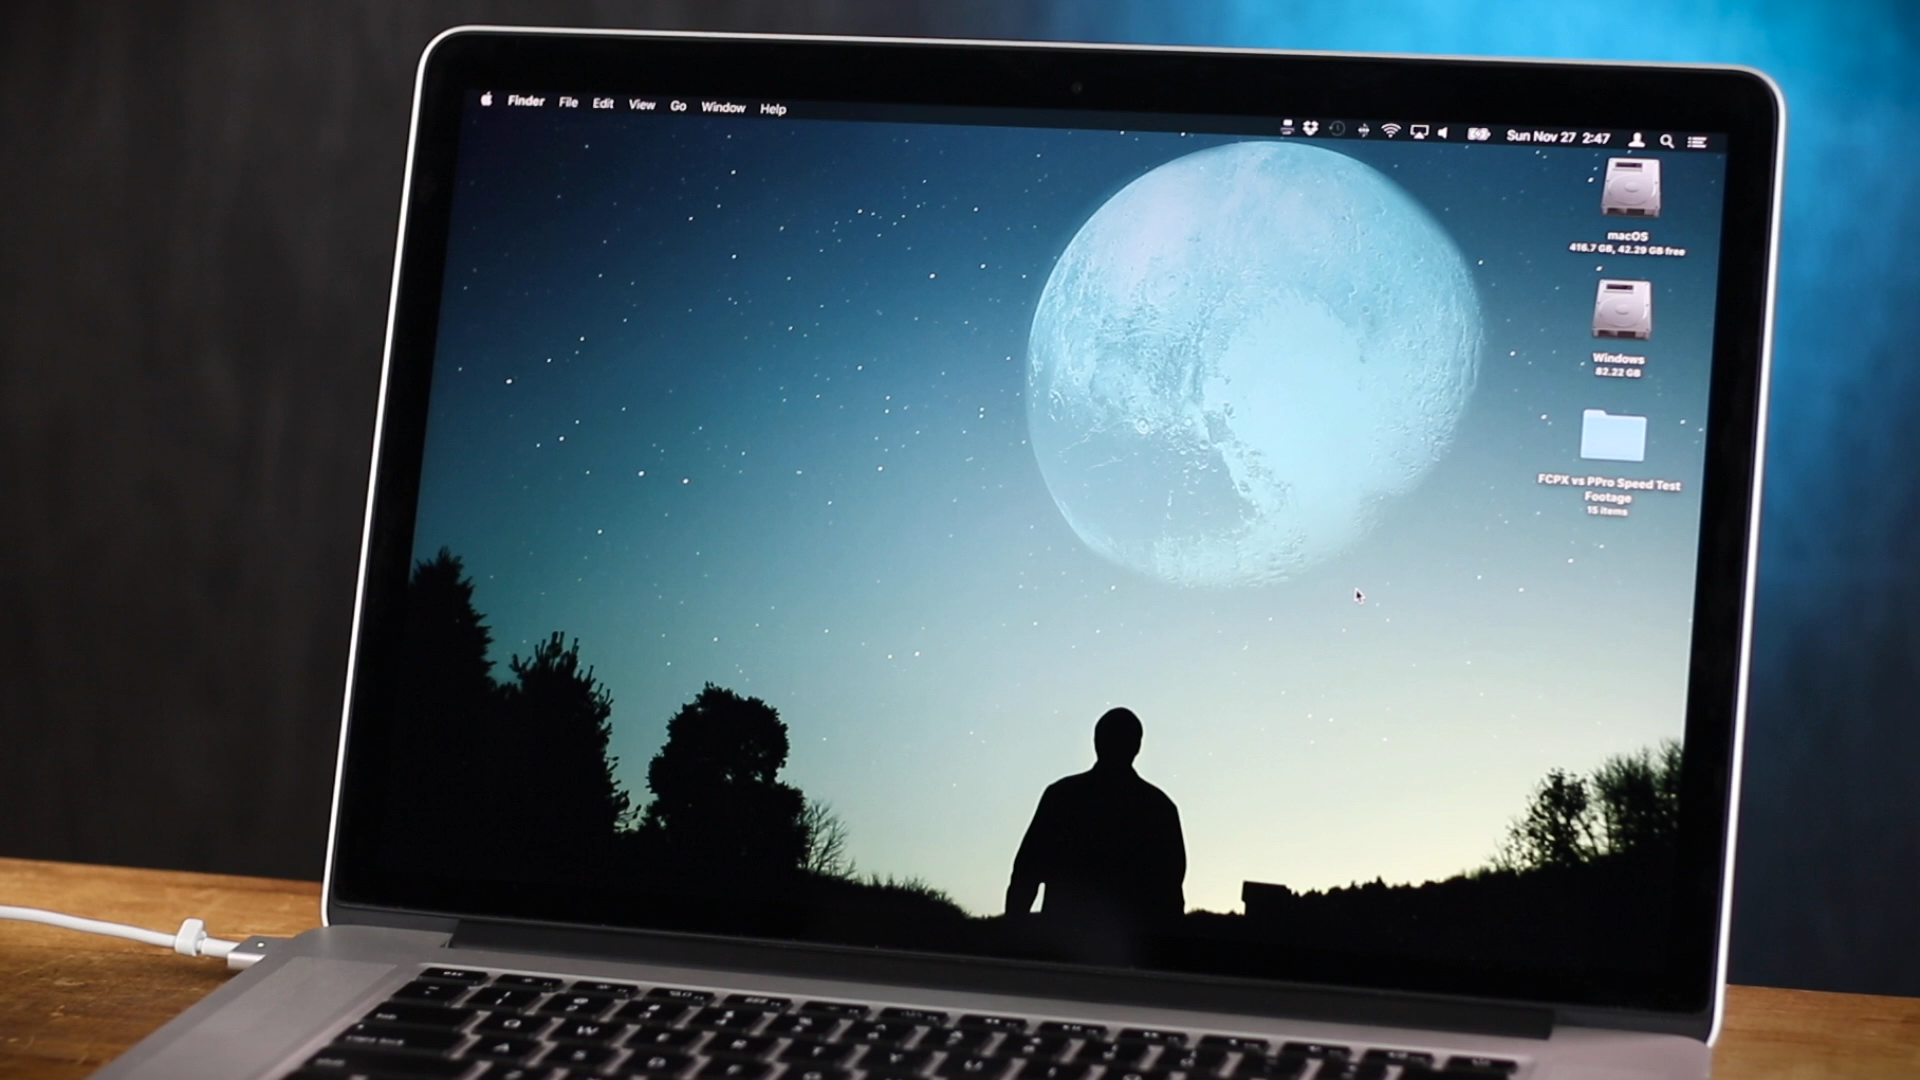 Finder File Edit View Go Window Help
Sun Nov 27 2:47
macOS
416.7 GB, 42.29 GB free
Windows
82.22 GB
FCPX vs PPro Speed Test
Footage
15 items
esc
Q W E R T Y U
A S D F